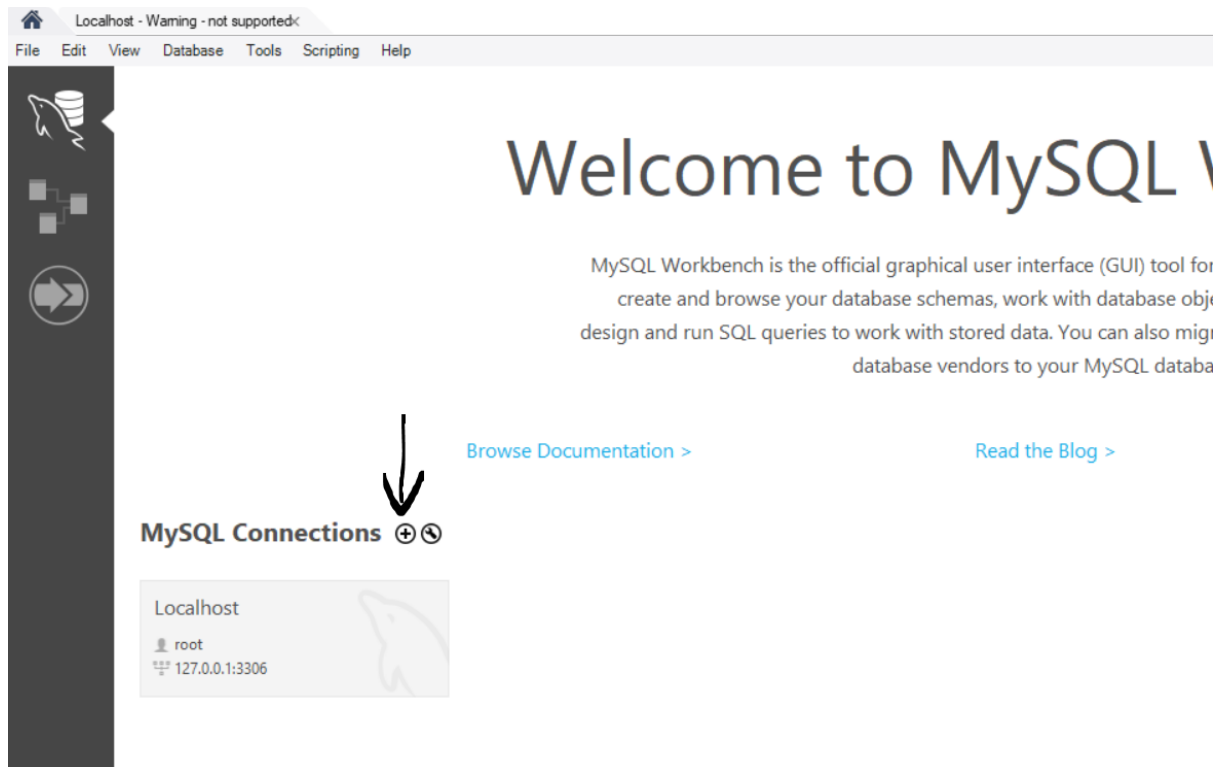 Localhost - Warning - not supported×
File Edit View Database Tools Scripting Help
Welcome to MySQL
MySQL Workbench is the official graphical user interface (GUI) tool for
create and browse your database schemas, work with database obje
design and run SQL queries to work with stored data. You can also migr
database vendors to your MySQL databa
Browse Documentation > Read the Blog >
MySQL Connections
Localhost
root
127.0.0.1:3306